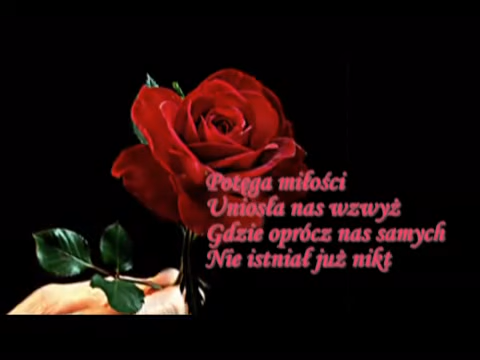 Potęga miłości
Uniosła nas wzwyż
Gdzie oprócz nas samych
Nie istniał już nikt